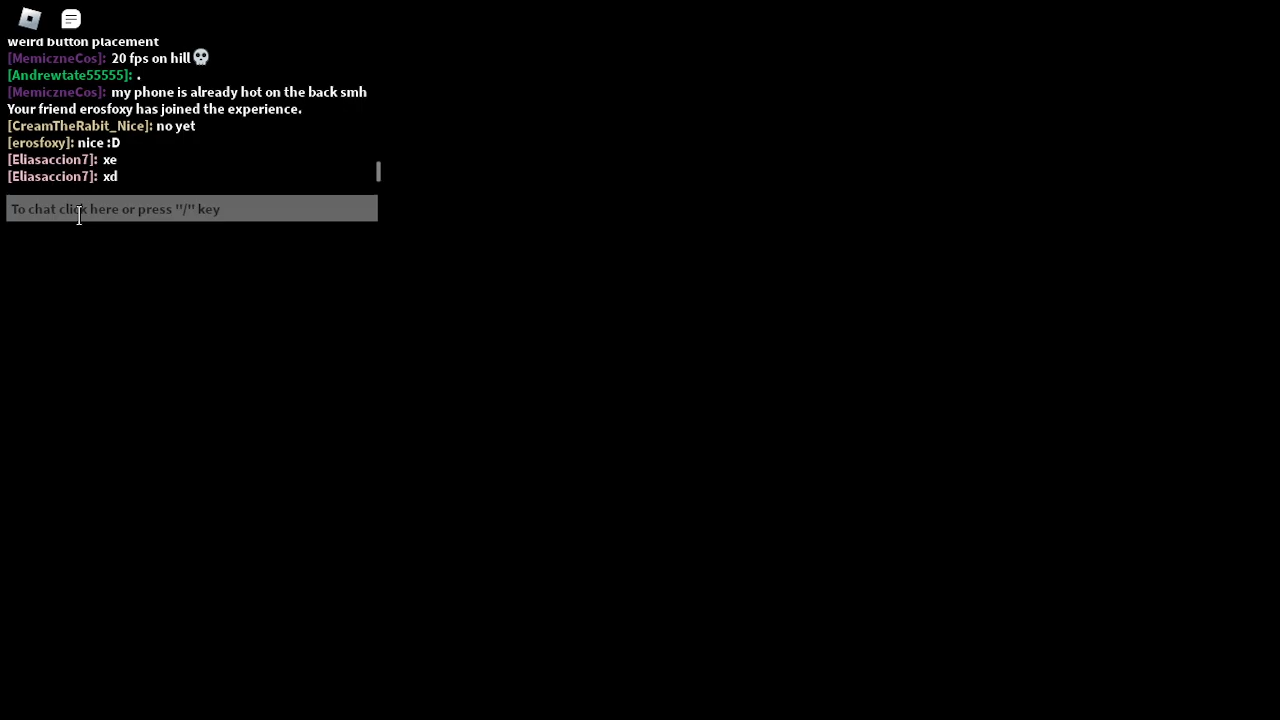 weird button placement
[MemiczneCos]: 20 fps on hill💀
[Andrewtate55555]: .
[MemiczneCos]: my phone is already hot on the back smh
Your friend erosfoxy has joined the experience.
[CreamTheRabit_Nice]: no yet
[erosfoxy]: nice :D
[Eliasaccion7]: xe
[Eliasaccion7]: xd
To chat click here or press "/" key